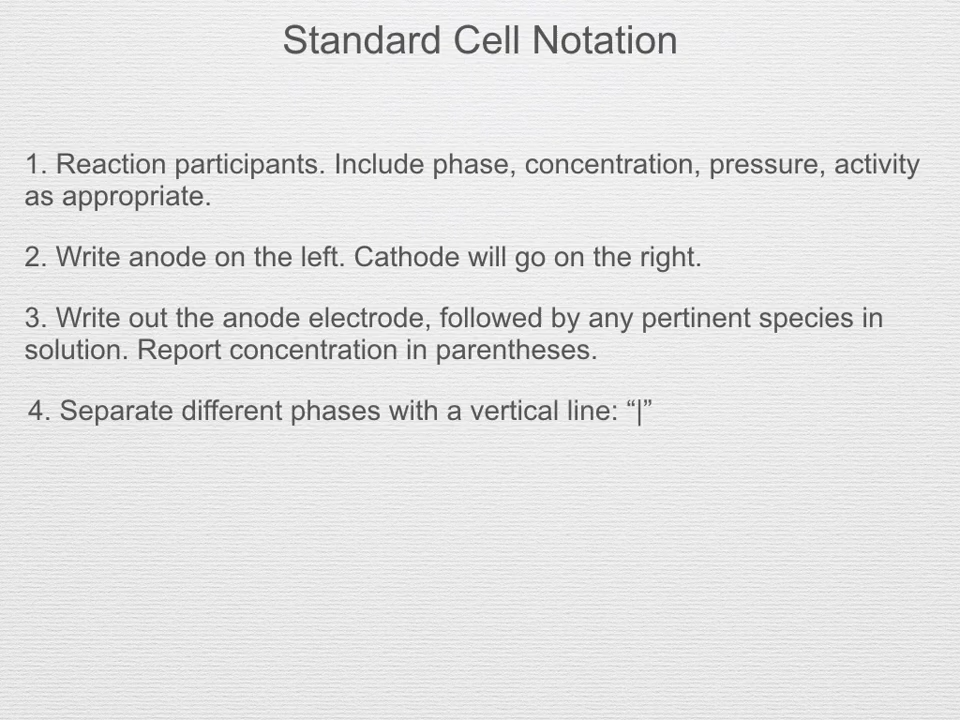 Standard Cell Notation
1. Reaction participants. Include phase, concentration, pressure, activity
as appropriate.
2. Write anode on the left. Cathode will go on the right.
3. Write out the anode electrode, followed by any pertinent species in
solution. Report concentration in parentheses.
4. Separate different phases with a vertical line: “|”